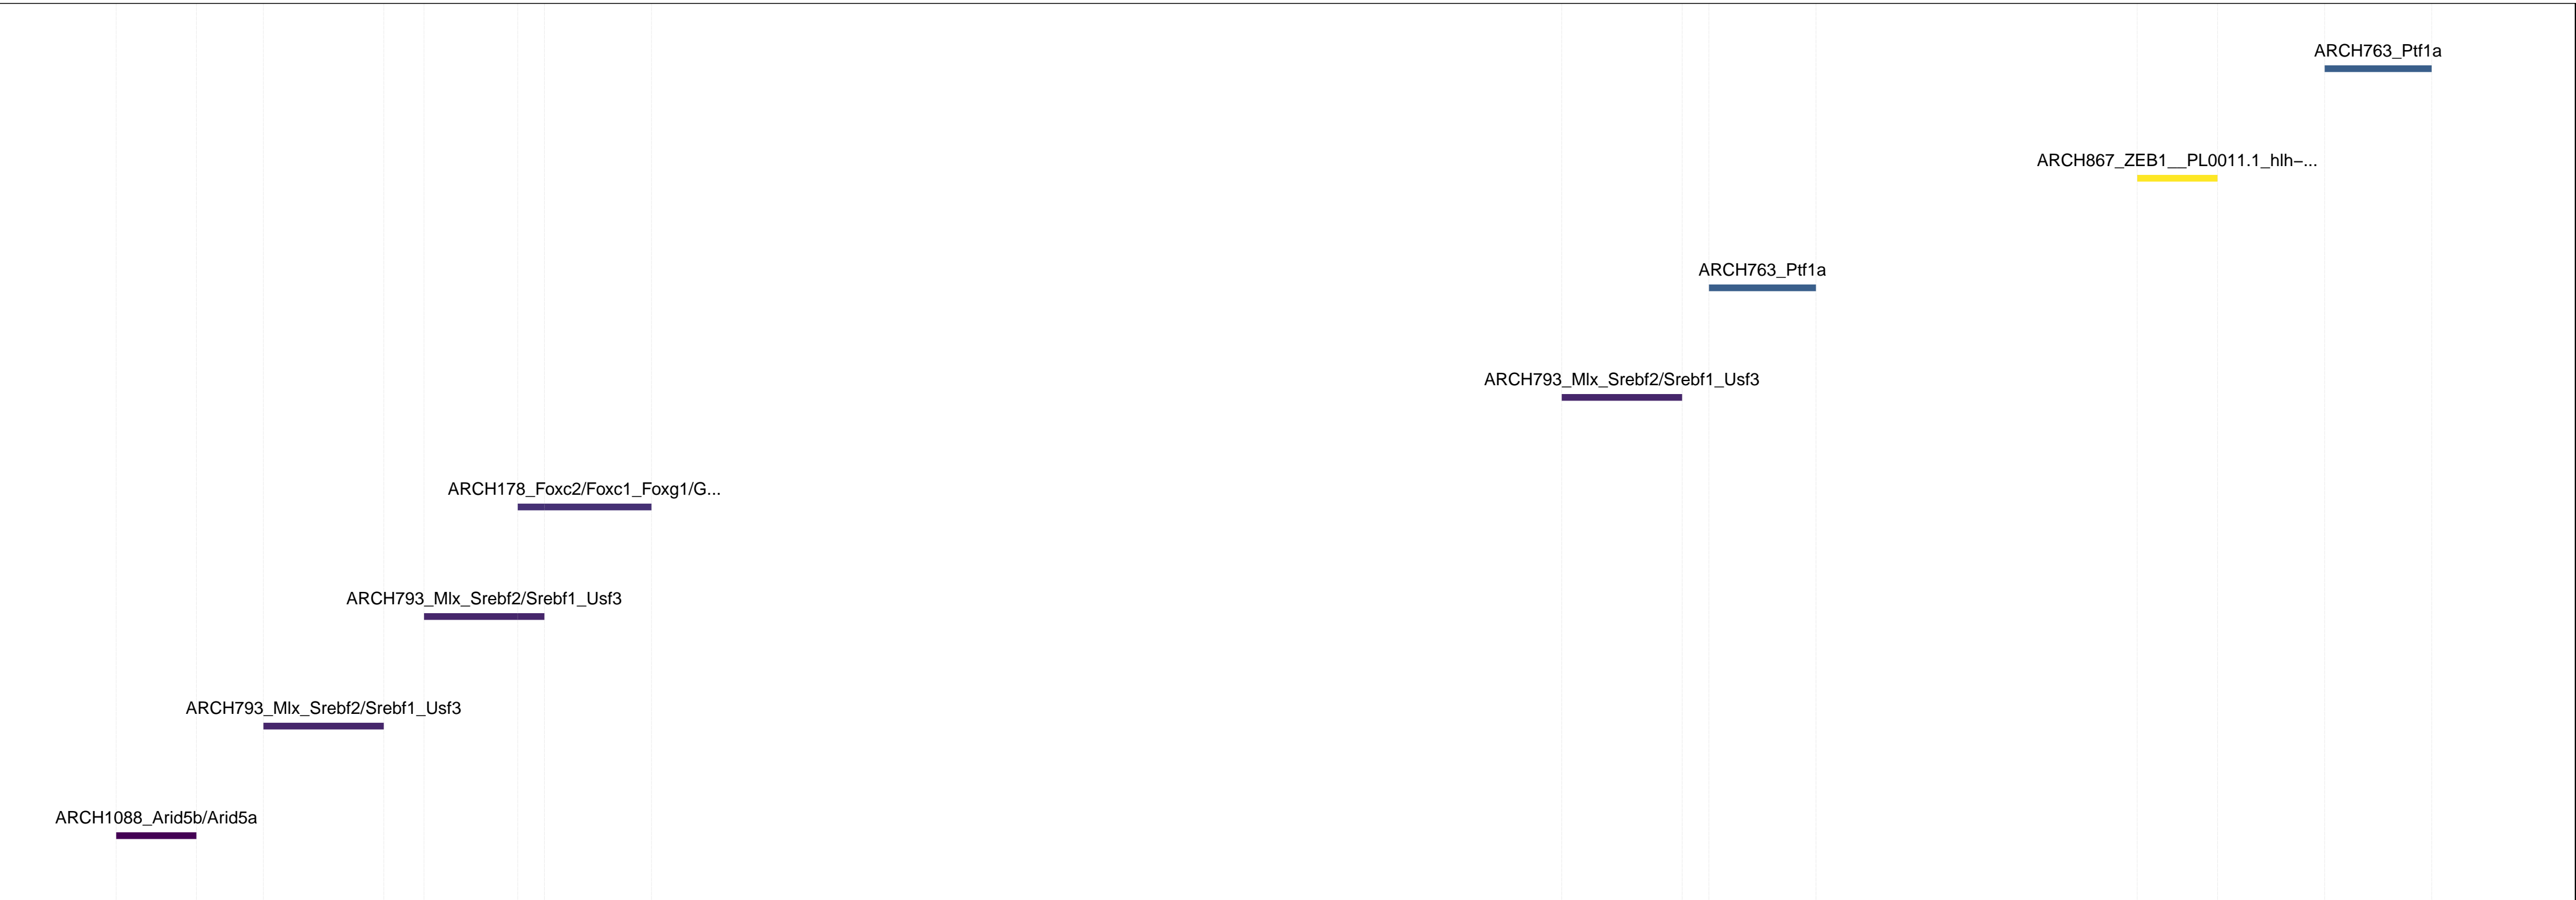 ARCH763_Ptf1a
ARCH867_ZEB1__PL0011.1_hlh−...
ARCH763_Ptf1a
ARCH793_Mlx_Srebf2/Srebf1_Usf3
ARCH178_Foxc2/Foxc1_Foxg1/G...
ARCH793_Mlx_Srebf2/Srebf1_Usf3
ARCH793_Mlx_Srebf2/Srebf1_Usf3
ARCH1088_Arid5b/Arid5a